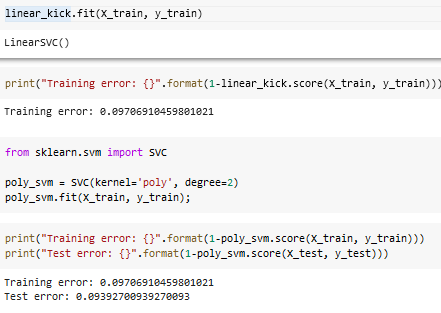 linear_kick.fit(X_train, y_train)
LinearSVC()
print("Training error: {}".format(1-linear_kick.score(X_train, y_train)))
Training error: 0.09706910459801021
from sklearn.svm import SVC
poly_svm = SVC(kernel='poly', degree=2)
poly_svm.fit(X_train, y_train);
print("Training error: {}".format(1-poly_svm.score(X_train, y_train)))
print("Test error: {}".format(1-poly_svm.score(X_test, y_test)))
Training error: 0.09706910459801021
Test error: 0.09392700939270093